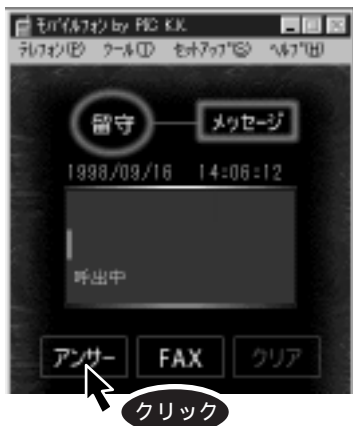 モバイルフォン by PIC K.K.
テレフォン(P) ツール(T) セットアップ(S) ヘルプ(H)
留守 メッセージ
1998/09/16 14:06:12
呼出中
アンサー FAX クリア
クリック